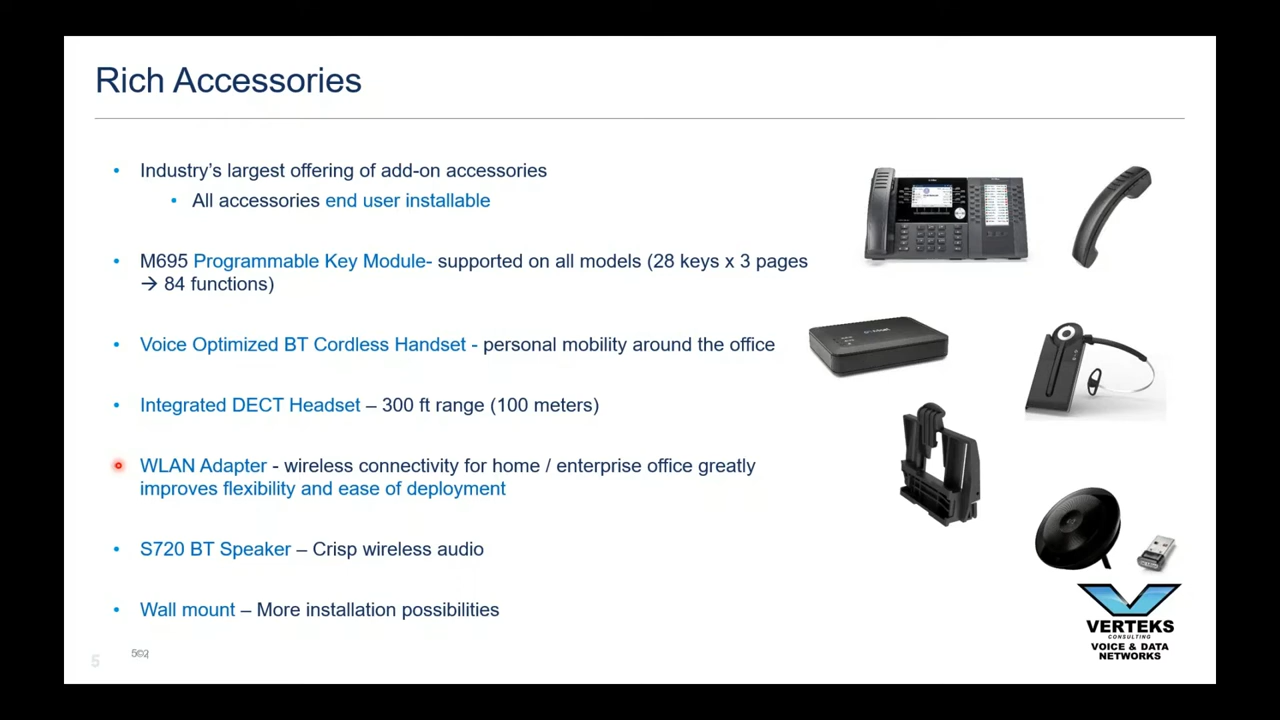 Rich Accessories
• Industry’s largest offering of add-on accessories
• All accessories end user installable
• M695 Programmable Key Module- supported on all models (28 keys x 3 pages
→ 84 functions)
• Voice Optimized BT Cordless Handset - personal mobility around the office
• Integrated DECT Headset – 300 ft range (100 meters)
WLAN Adapter - wireless connectivity for home / enterprise office greatly
improves flexibility and ease of deployment
• S720 BT Speaker – Crisp wireless audio
• Wall mount – More installation possibilities
5
VERTEKS
CONSULTING
VOICE & DATA
NETWORKS